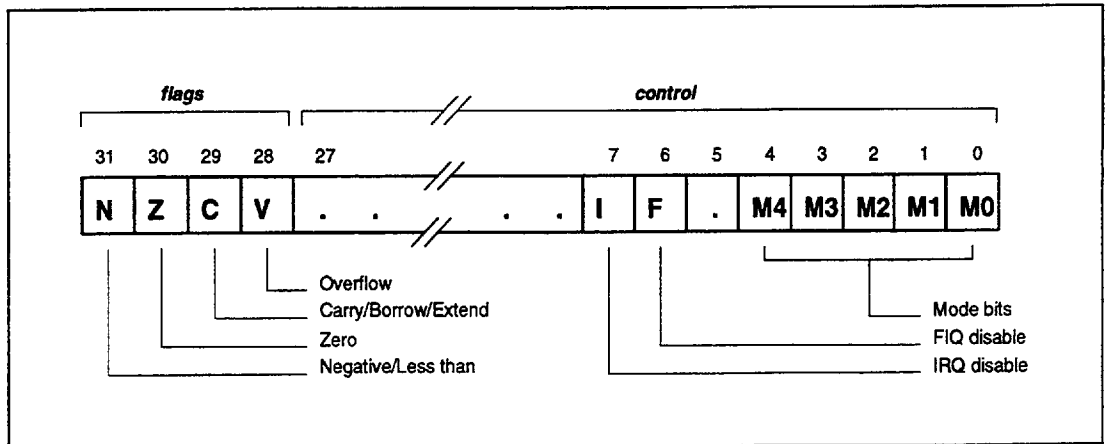 flags control
31 30 29 28 27 7 6 5 4 3 2 1 0
N Z C V . . . . I F . M4 M3 M2 M1 M0
Overflow
Carry/Borrow/Extend
Zero
Negative/Less than
Mode bits
FIQ disable
IRQ disable